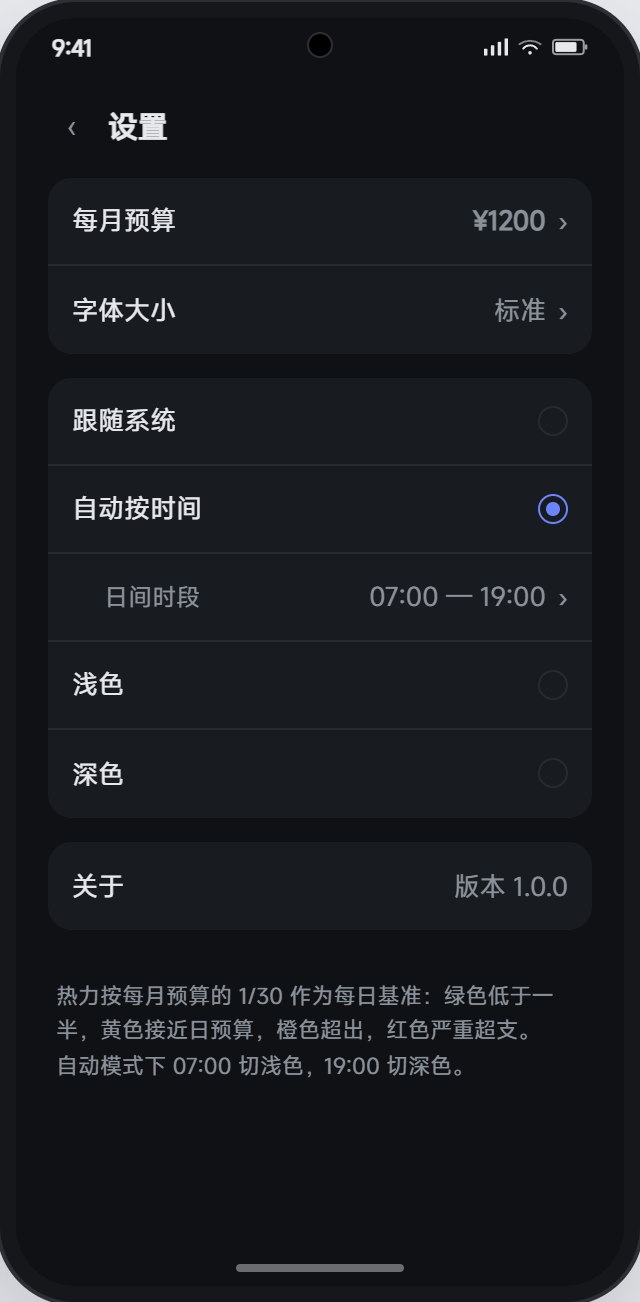 9:41
‹ 设置
每月预算 ¥1200 ›
字体大小 标准 ›
跟随系统
自动按时间
日间时段 07:00 — 19:00 ›
浅色
深色
关于 版本 1.0.0
热力按每月预算的 1/30 作为每日基准：绿色低于一
半，黄色接近日预算，橙色超出，红色严重超支。
自动模式下 07:00 切浅色，19:00 切深色。